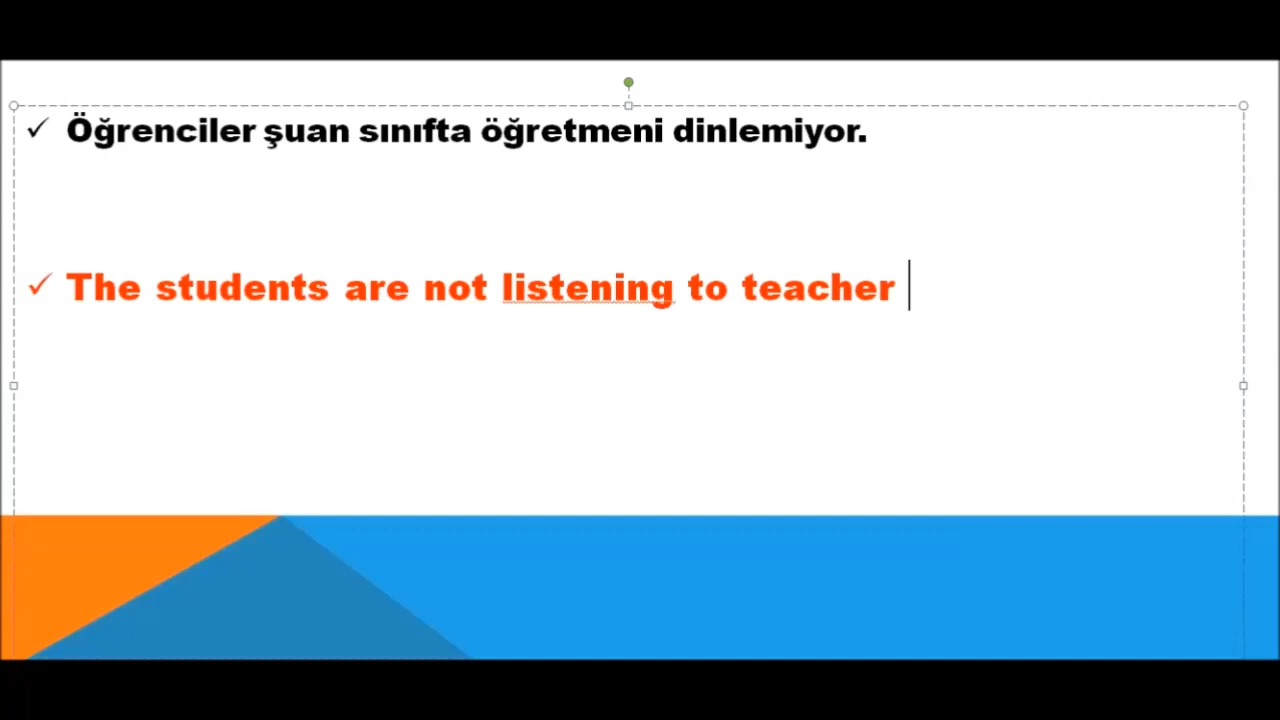 Öğrenciler şuan sınıfta öğretmeni dinlemiyor.
The students are not listening to teacher